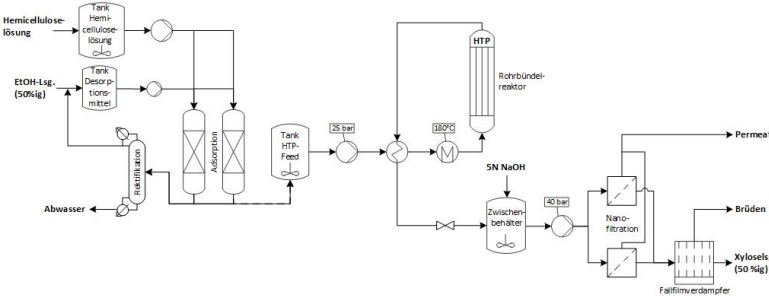 Hemicellulose-
lösung
Tank
Hemi-
cellulose-
lösung
EtOH-Lsg.
(50%ig)
Tank
Desorp-
tionsmit-
mittel
Rektifikation
Abwasser
Adsorption
Tank
HTP-
Feed
25 bar
180°C
HTP
Rohrbündel-
reaktor
5N NaOH
Zwischen-
behälter
40 bar
Nano-
filtration
Permeat
Brüden
Xylosels
(50 %ig)
Fallfilmverdampfer